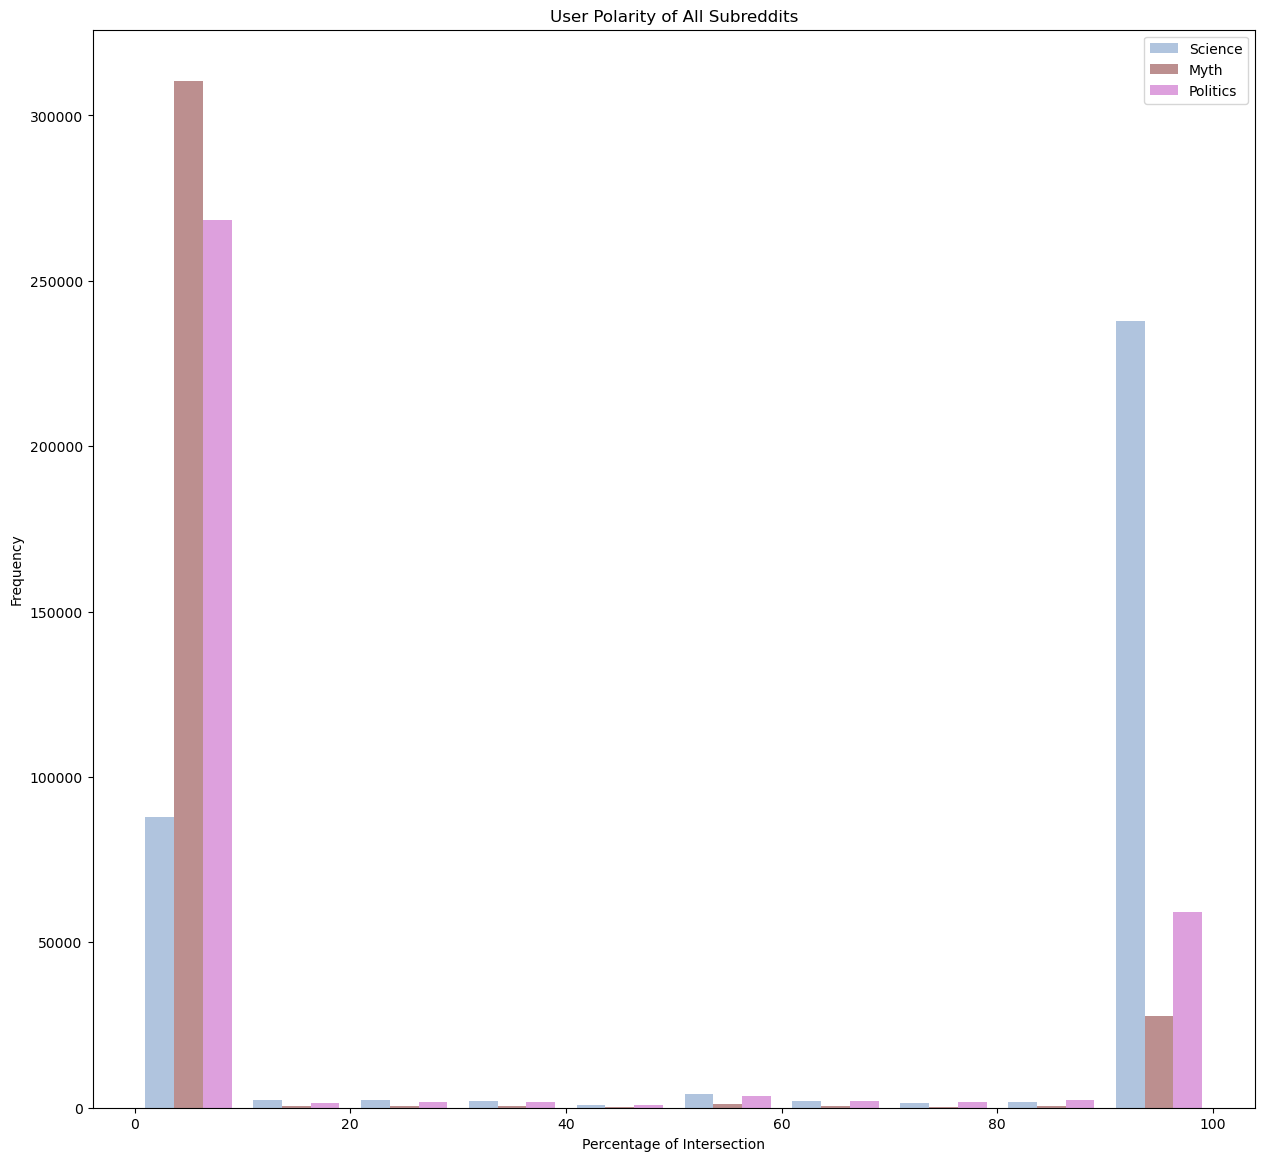 User Polarity of All Subreddits
Science
Myth
Politics
300000
250000
200000
150000
100000
50000
0
Frequency
0 20 40 60 80 100
Percentage of Intersection